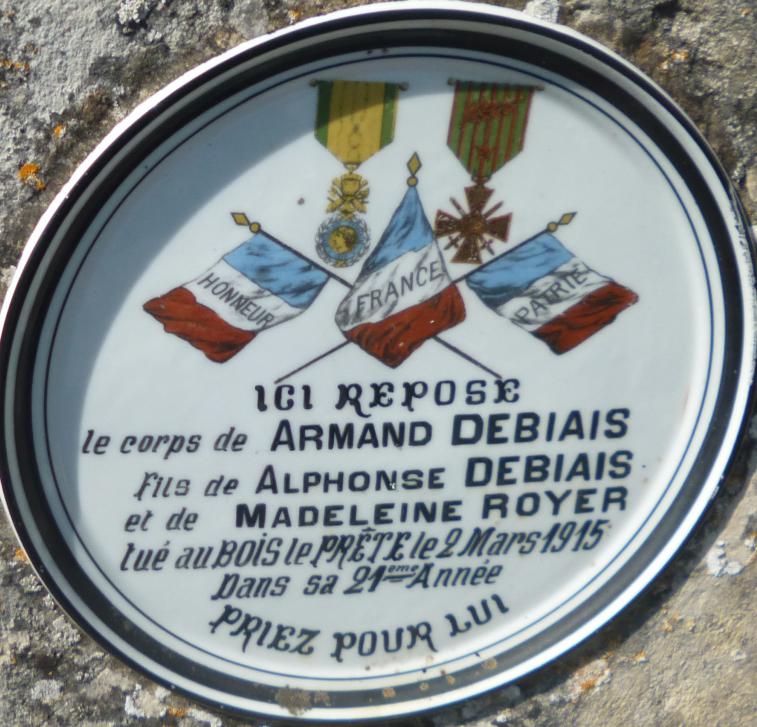 HONNEUR
FRANCE
PATRIE
ICI REPOSE
le corps de ARMAND DEBIAIS
fils de ALPHONSE DEBIAIS
et de MADELEINE ROYER
tué au BOIS le PRÊTE le 2 Mars 1915
Dans sa 21eme Année
PRIEZ POUR LUI